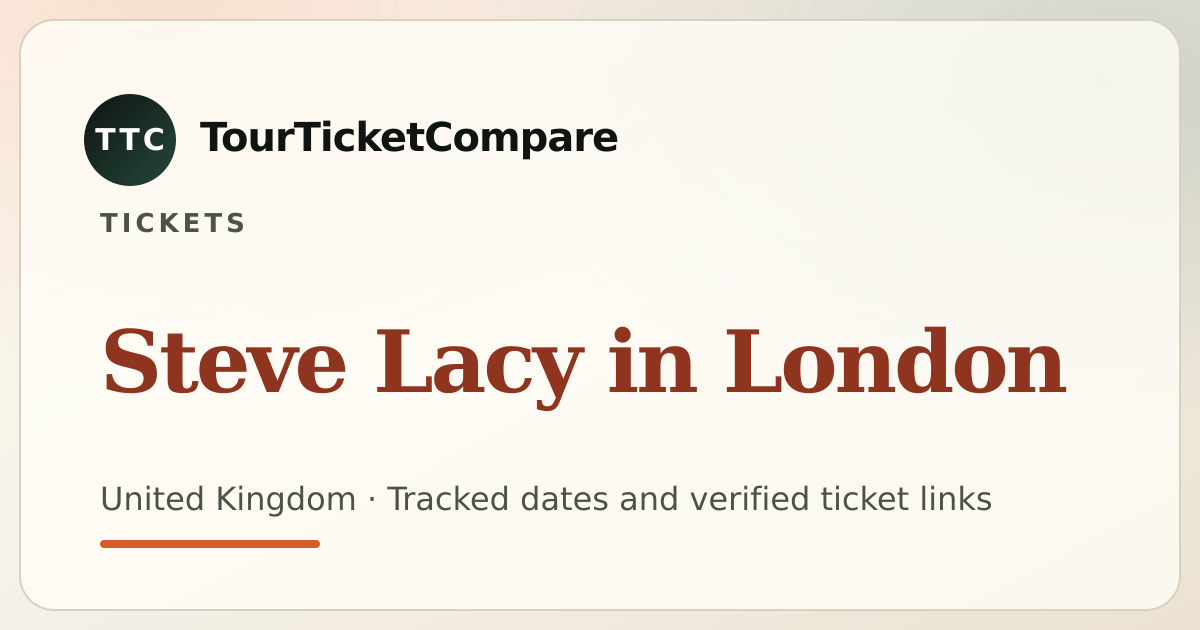 TTC TourTicketCompare
TICKETS
Steve Lacy in London
United Kingdom · Tracked dates and verified ticket links